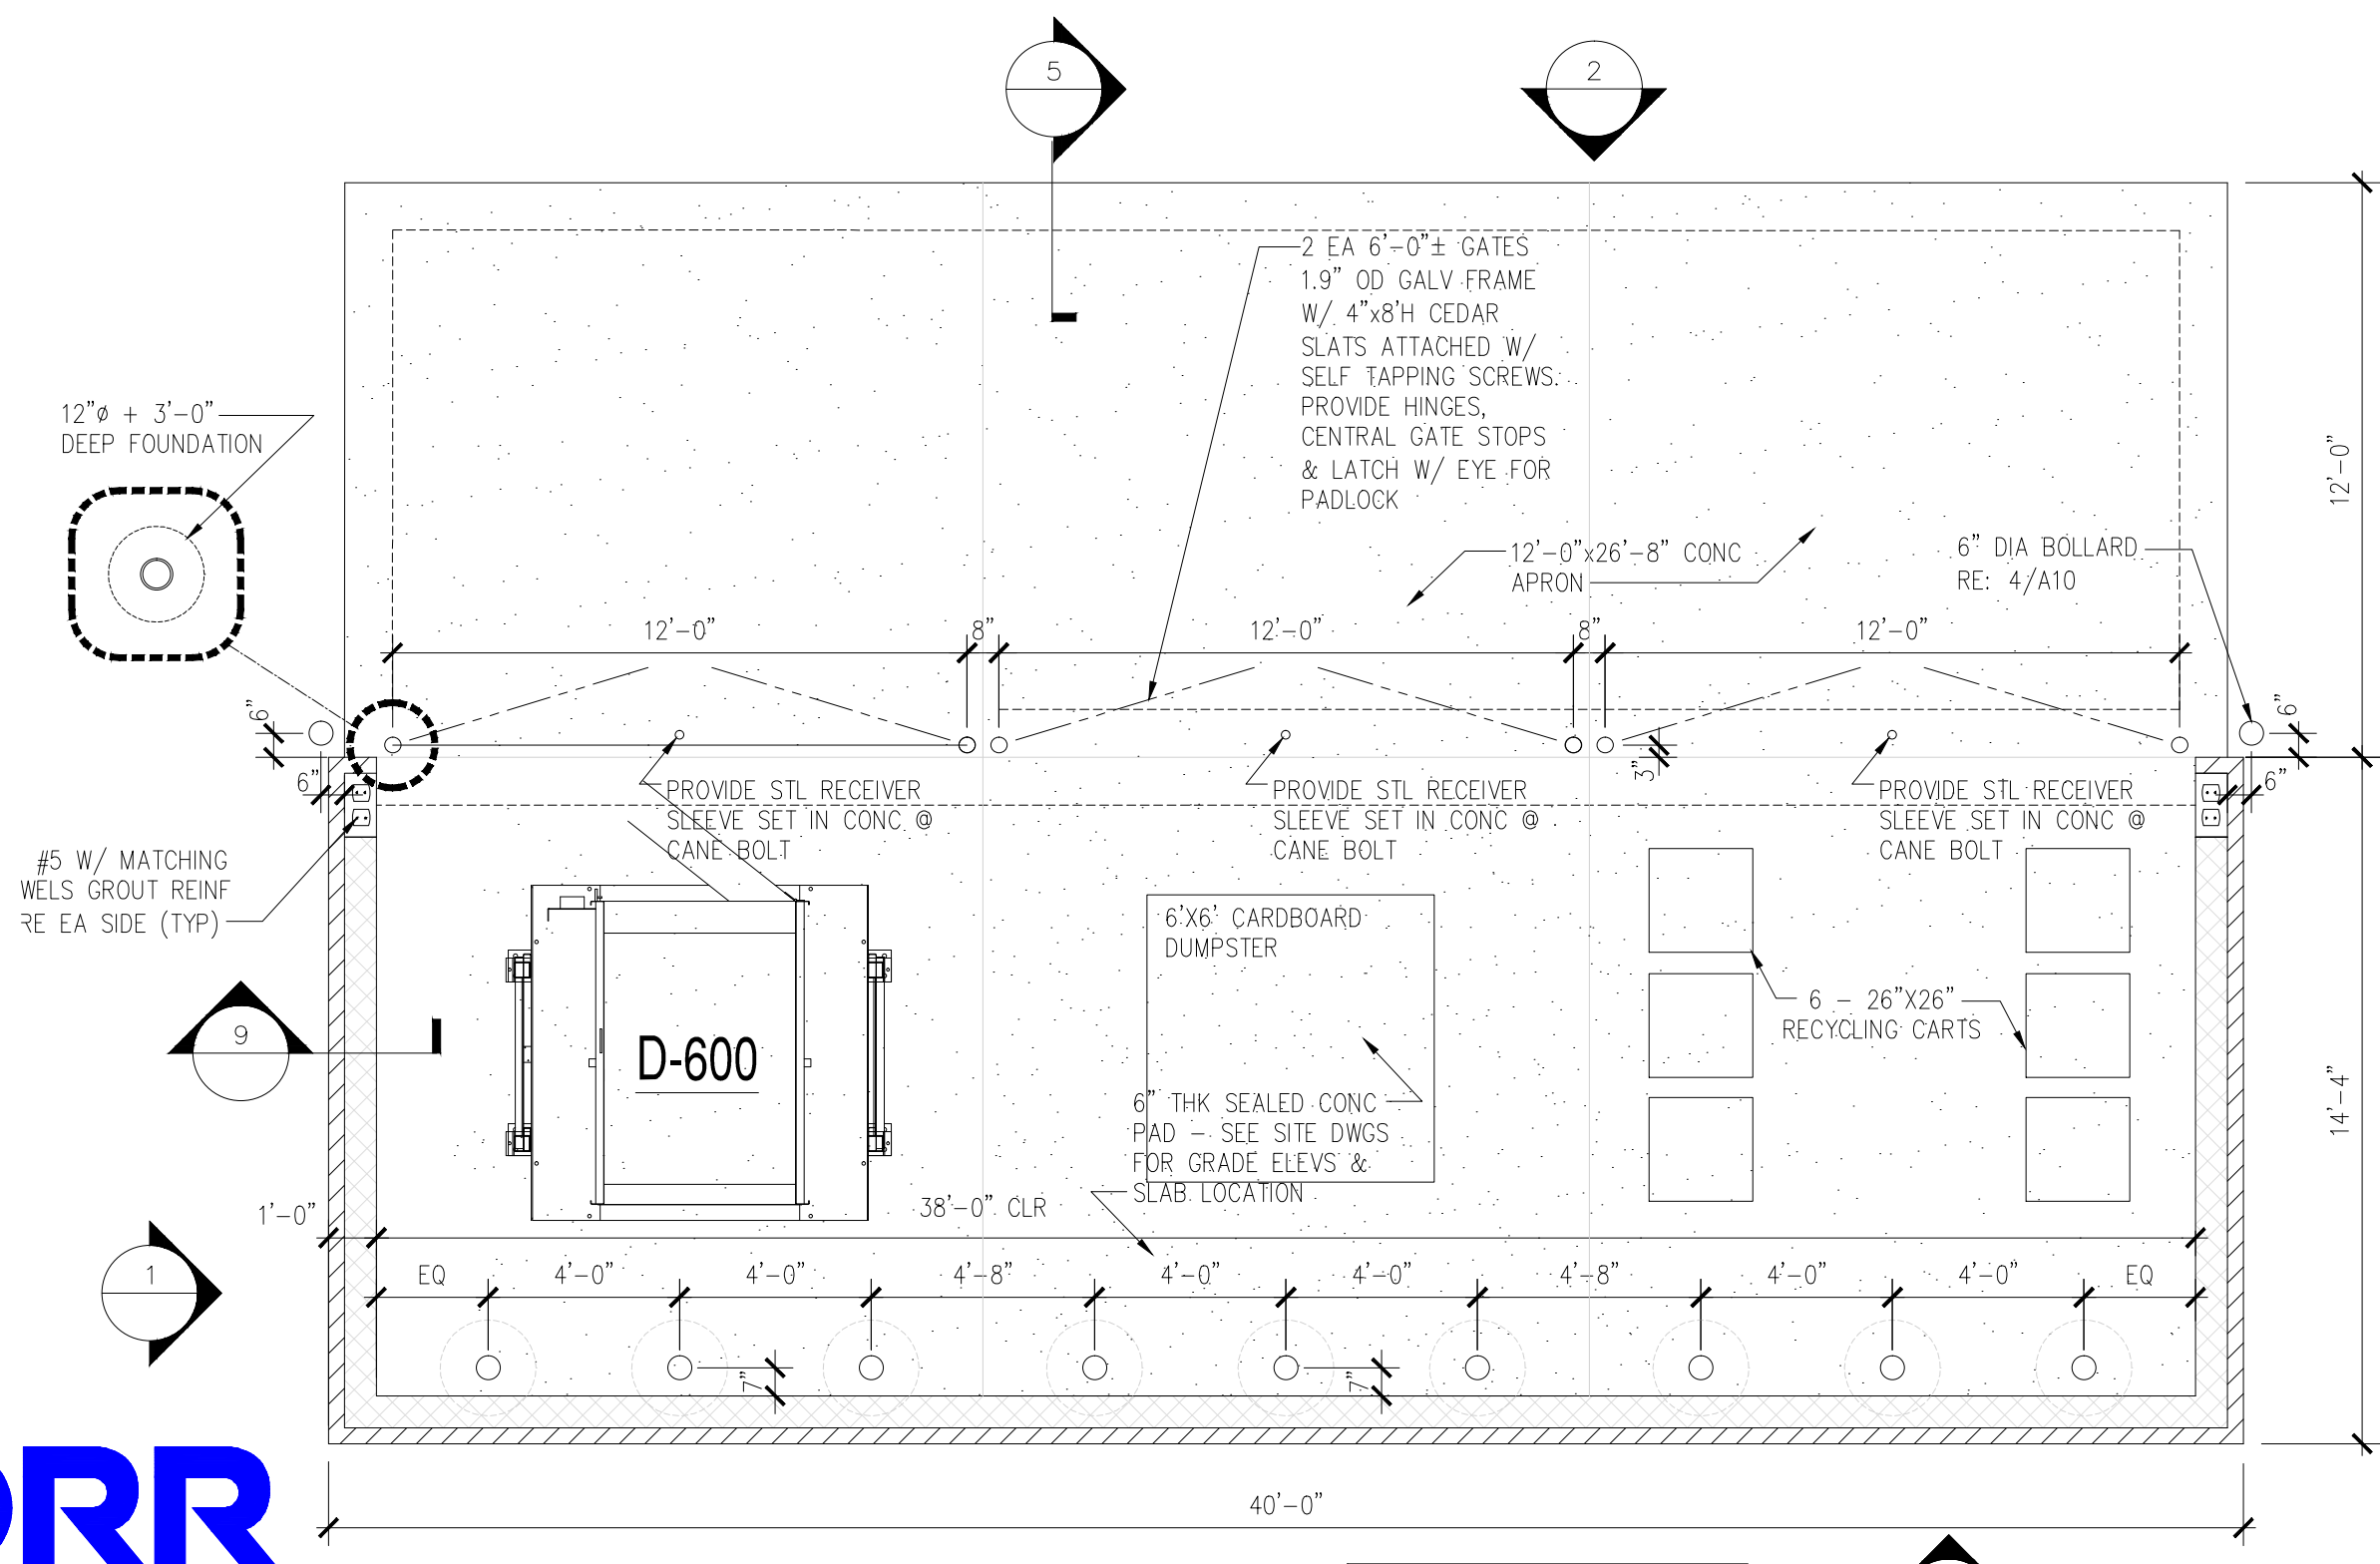 5
2
2 EA 6'-0"± GATES
1.9" OD GALV FRAME
W/ 4"x8'H CEDAR
SLATS ATTACHED W/
SELF TAPPING SCREWS.
PROVIDE HINGES,
CENTRAL GATE STOPS
& LATCH W/ EYE FOR
PADLOCK
12"ø + 3'-0"
DEEP FOUNDATION
12'-0"x26'-8" CONC
APRON
6" DIA BOLLARD
RE: 4/A10
12'-0"
12'-0"
8"
12'-0"
8"
12'-0"
6"
6"
6"
6"
3"
PROVIDE STL RECEIVER
SLEEVE SET IN CONC @
CANE BOLT
PROVIDE STL RECEIVER
SLEEVE SET IN CONC @
CANE BOLT
PROVIDE STL RECEIVER
SLEEVE SET IN CONC @
CANE BOLT
#5 W/ MATCHING
WELS GROUT REINF
RE EA SIDE (TYP)
6'X6' CARDBOARD
DUMPSTER
6 - 26"X26"
RECYCLING CARTS
9
D-600
6" THK SEALED CONC
PAD - SEE SITE DWGS
FOR GRADE ELEVS &
SLAB LOCATION
14'-4"
1'-0"
38'-0" CLR
1
EQ
4'-0"
4'-0"
4'-8"
4'-0"
4'-0"
4'-8"
4'-0"
4'-0"
EQ
7"
7"
ORR
40'-0"